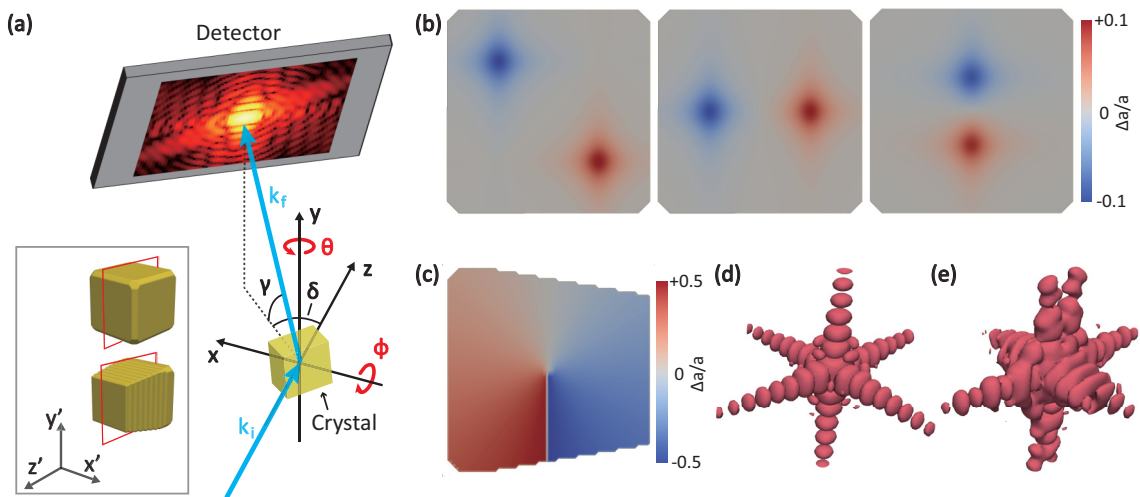 (a)
Detector
k_f
y
θ
z
γ
δ
x
ϕ
Crystal
k_i
y'
z'
x'
(b)
+0.1
0
-0.1
Δa/a
(c)
+0.5
0
-0.5
Δa/a
(d)
(e)